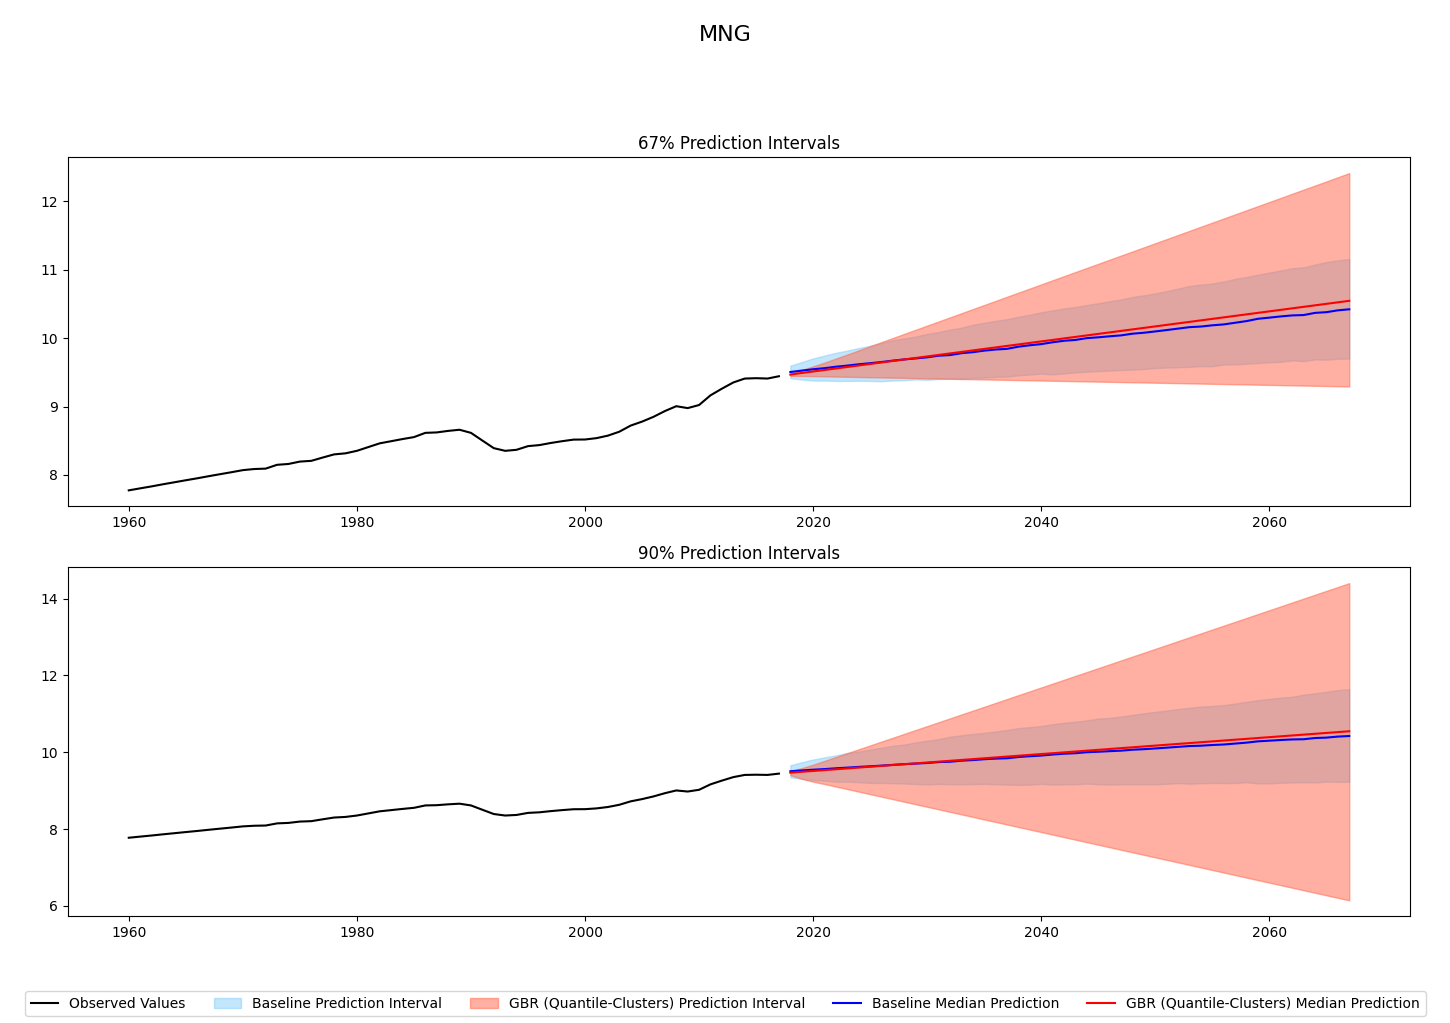 MNG
67% Prediction Intervals
12
11
10
9
8
1960 1980 2000 2020 2040 2060
90% Prediction Intervals
14
12
10
8
6
1960 1980 2000 2020 2040 2060
Observed Values Baseline Prediction Interval GBR (Quantile-Clusters) Prediction Interval Baseline Median Prediction GBR (Quantile-Clusters) Median Prediction